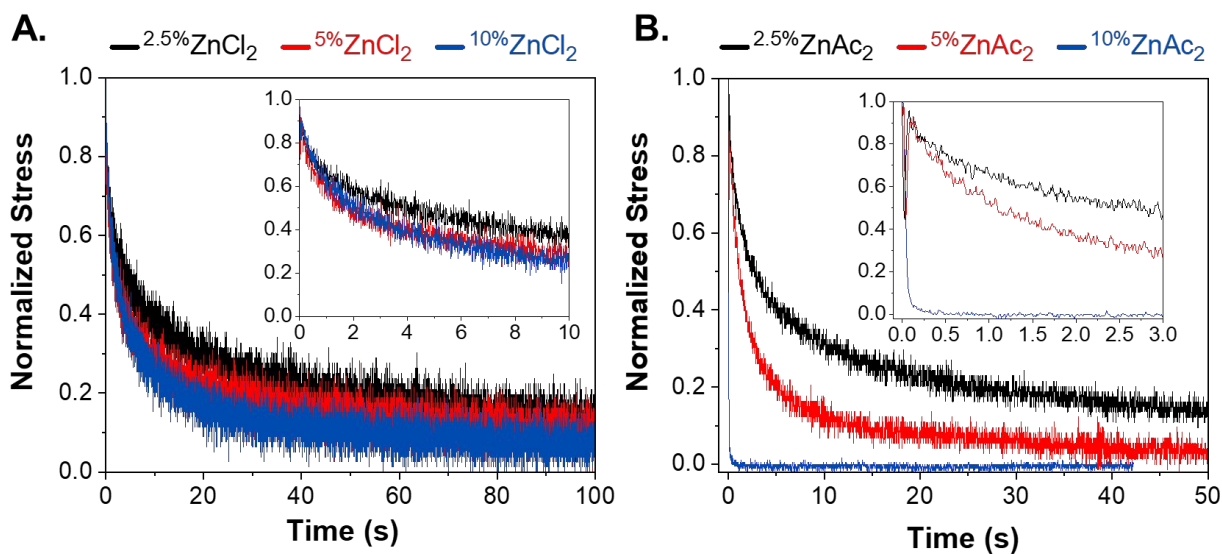 A.
2.5%ZnCl2 5%ZnCl2 10%ZnCl2
Normalized Stress
1.0
0.8
0.6
0.4
0.2
0.0
0 20 40 60 80 100
Time (s)
1.0
0.8
0.6
0.4
0.2
0.0
0 2 4 6 8 10
B.
2.5%ZnAc2 5%ZnAc2 10%ZnAc2
Normalized Stress
1.0
0.8
0.6
0.4
0.2
0.0
0 10 20 30 40 50
Time (s)
1.0
0.8
0.6
0.4
0.2
0.0
0.0 0.5 1.0 1.5 2.0 2.5 3.0